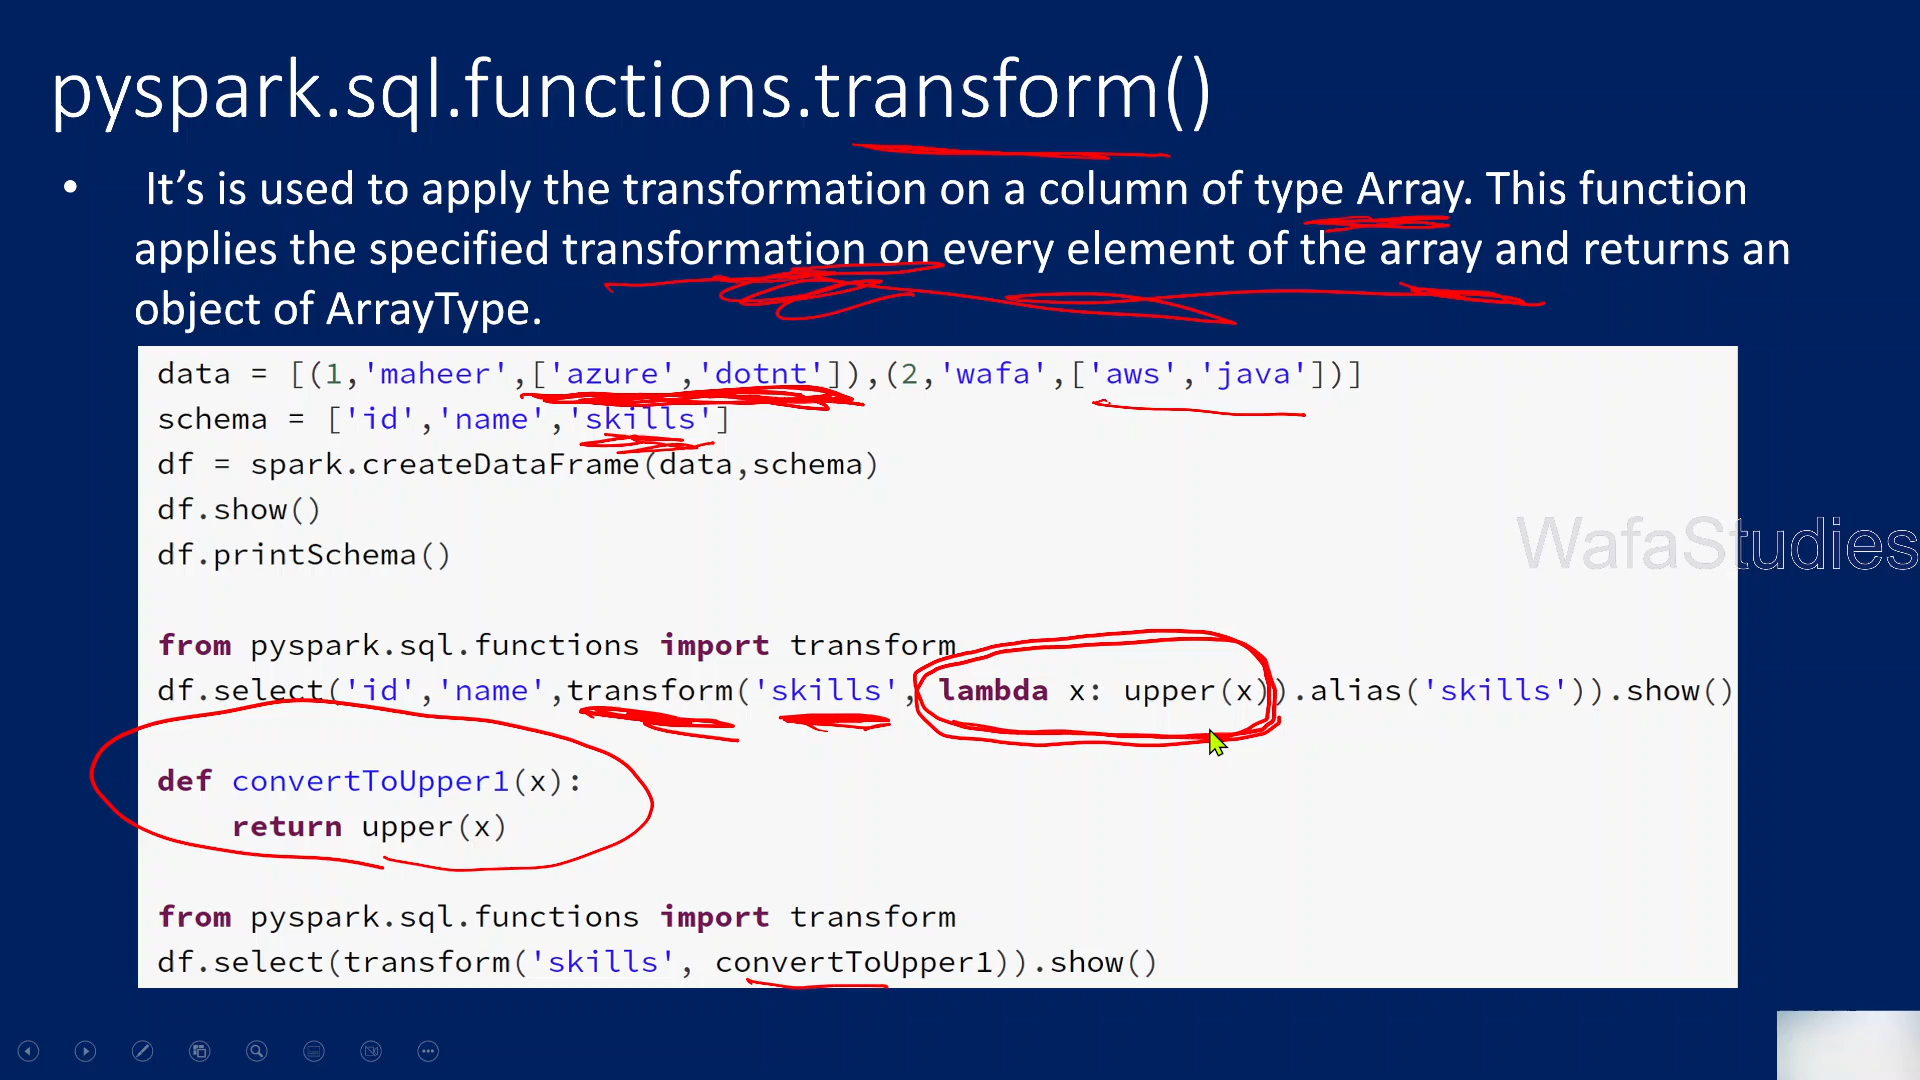 pyspark.sql.functions.transform()
• It’s is used to apply the transformation on a column of type Array. This function
applies the specified transformation on every element of the array and returns an
object of ArrayType.
data = [(1,'maheer',['azure','dotnt']),(2,'wafa',['aws','java'])]
schema = ['id','name','skills']
df = spark.createDataFrame(data,schema)
df.show()
df.printSchema()
WafaStudies
from pyspark.sql.functions import transform
df.select('id','name',transform('skills', lambda x: upper(x)).alias('skills')).show()
def convertToUpper1(x):
    return upper(x)
from pyspark.sql.functions import transform
df.select(transform('skills', convertToUpper1)).show()